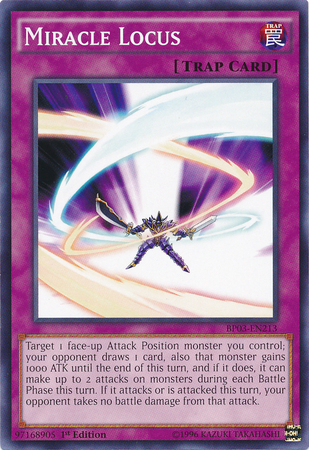 Miracle Locus
TRAP
罠
[Trap Card]
BP03-EN213
Target 1 face-up Attack Position monster you control;
your opponent draws 1 card, also that monster gains
1000 ATK until the end of this turn, and if it does, it can
make up to 2 attacks on monsters during each Battle
Phase this turn. If it attacks or is attacked this turn, your
opponent takes no battle damage from that attack.
97168905 1st Edition ©1996 KAZUKI TAKAHASHI